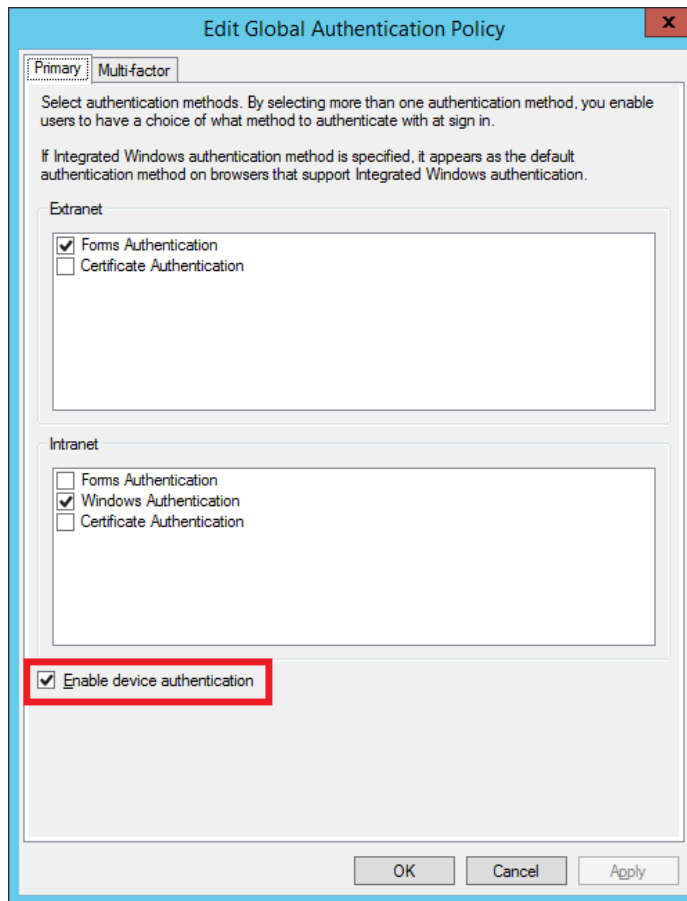 Edit Global Authentication Policy
x
Primary
Multi-factor
Select authentication methods. By selecting more than one authentication method, you enable
users to have a choice of what method to authenticate with at sign in.
If Integrated Windows authentication method is specified, it appears as the default
authentication method on browsers that support Integrated Windows authentication.
Extranet
Forms Authentication
Certificate Authentication
Intranet
Forms Authentication
Windows Authentication
Certificate Authentication
Enable device authentication
OK
Cancel
Apply